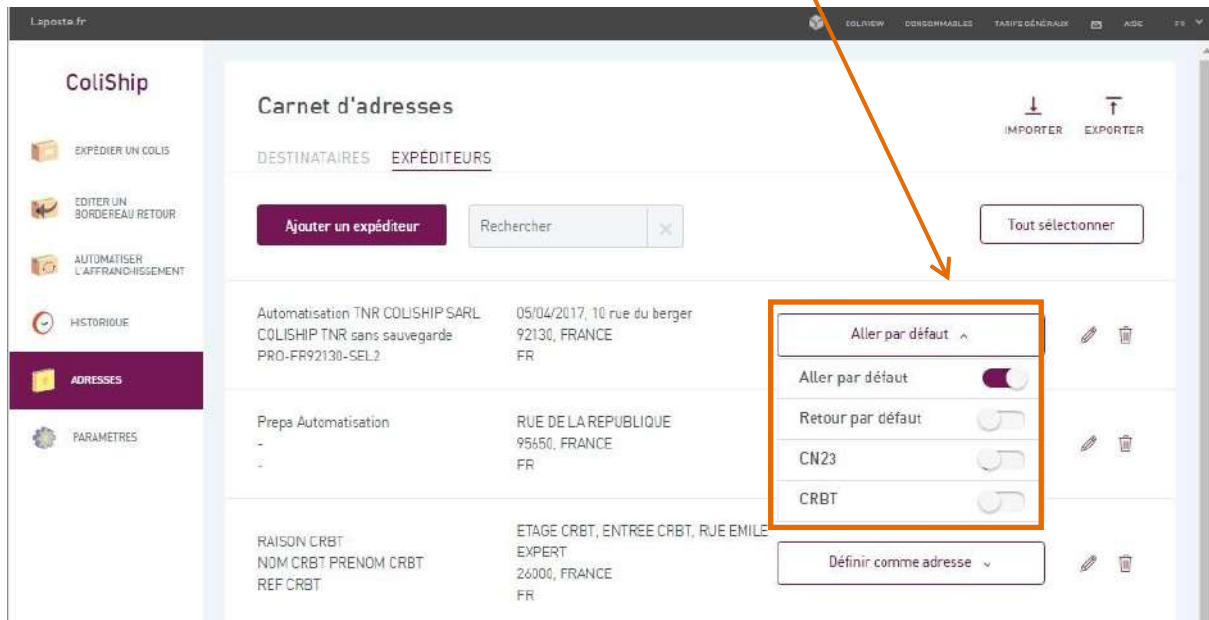 Laposte.fr
COLIVIEW CONSOMMABLES TARIFS GÉNÉRAUX AIDE FR
ColiShip
EXPÉDIER UN COLIS
EDITER UN
BORDEREAU RETOUR
AUTOMATISER
L'AFFRANCHISSEMENT
HISTORIQUE
ADRESSES
PARAMÈTRES
Carnet d'adresses
IMPORTER EXPORTER
DESTINATAIRES EXPÉDITEURS
Ajouter un expéditeur
Rechercher
Tout sélectionner
Automatisation TNR COLISHIP SARL
COLISHIP TNR sans sauvegarde
PRO-FR92130-SEL2
05/04/2017, 10 rue du berger
92130, FRANCE
FR
Aller par défaut
Aller par défaut
Retour par défaut
CN23
CRBT
Prepa Automatisation
-
-
RUE DE LA REPUBLIQUE
95650, FRANCE
FR
RAISON CRBT
NOM CRBT PRENOM CRBT
REF CRBT
ETAGE CRBT, ENTREE CRBT, RUE EMILE
EXPERT
26000, FRANCE
FR
Définir comme adresse